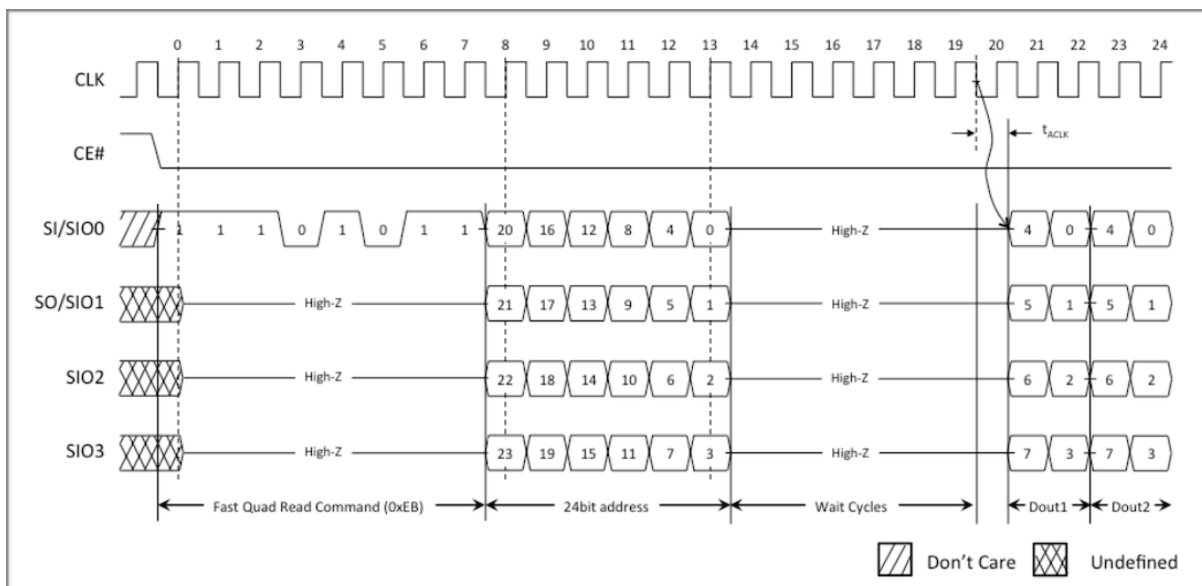 0 1 2 3 4 5 6 7 8 9 10 11 12 13 14 15 16 17 18 19 20 21 22 23 24
CLK
tACLK
CE#
SI/SIO0 1 1 1 0 1 0 1 1 20 16 12 8 4 0 High-Z 4 0 4 0
SO/SIO1 High-Z 21 17 13 9 5 1 High-Z 5 1 5 1
SIO2 High-Z 22 18 14 10 6 2 High-Z 6 2 6 2
SIO3 High-Z 23 19 15 11 7 3 High-Z 7 3 7 3
Fast Quad Read Command (0xEB) 24bit address Wait Cycles Dout1 Dout2
Don't Care Undefined